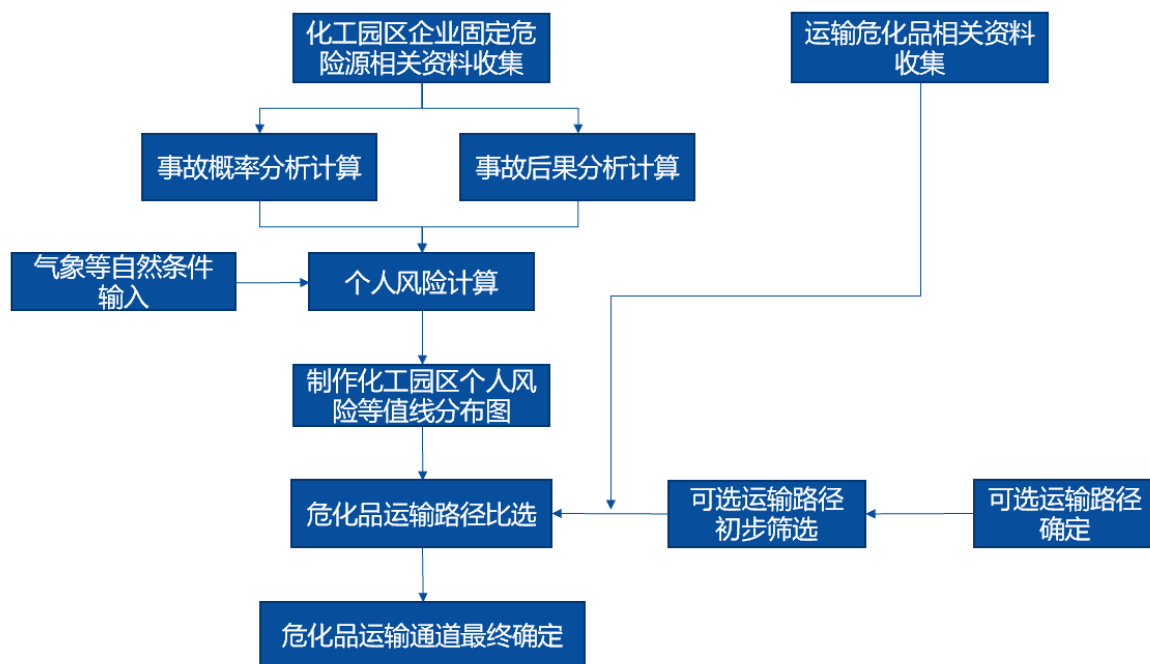 化工园区企业固定危
险源相关资料收集
运输危化品相关资料
收集
事故概率分析计算
事故后果分析计算
气象等自然条件
输入
个人风险计算
制作化工园区个人风
险等值线分布图
危化品运输路径比选
可选运输路径
初步筛选
可选运输路径
确定
危化品运输通道最终确定